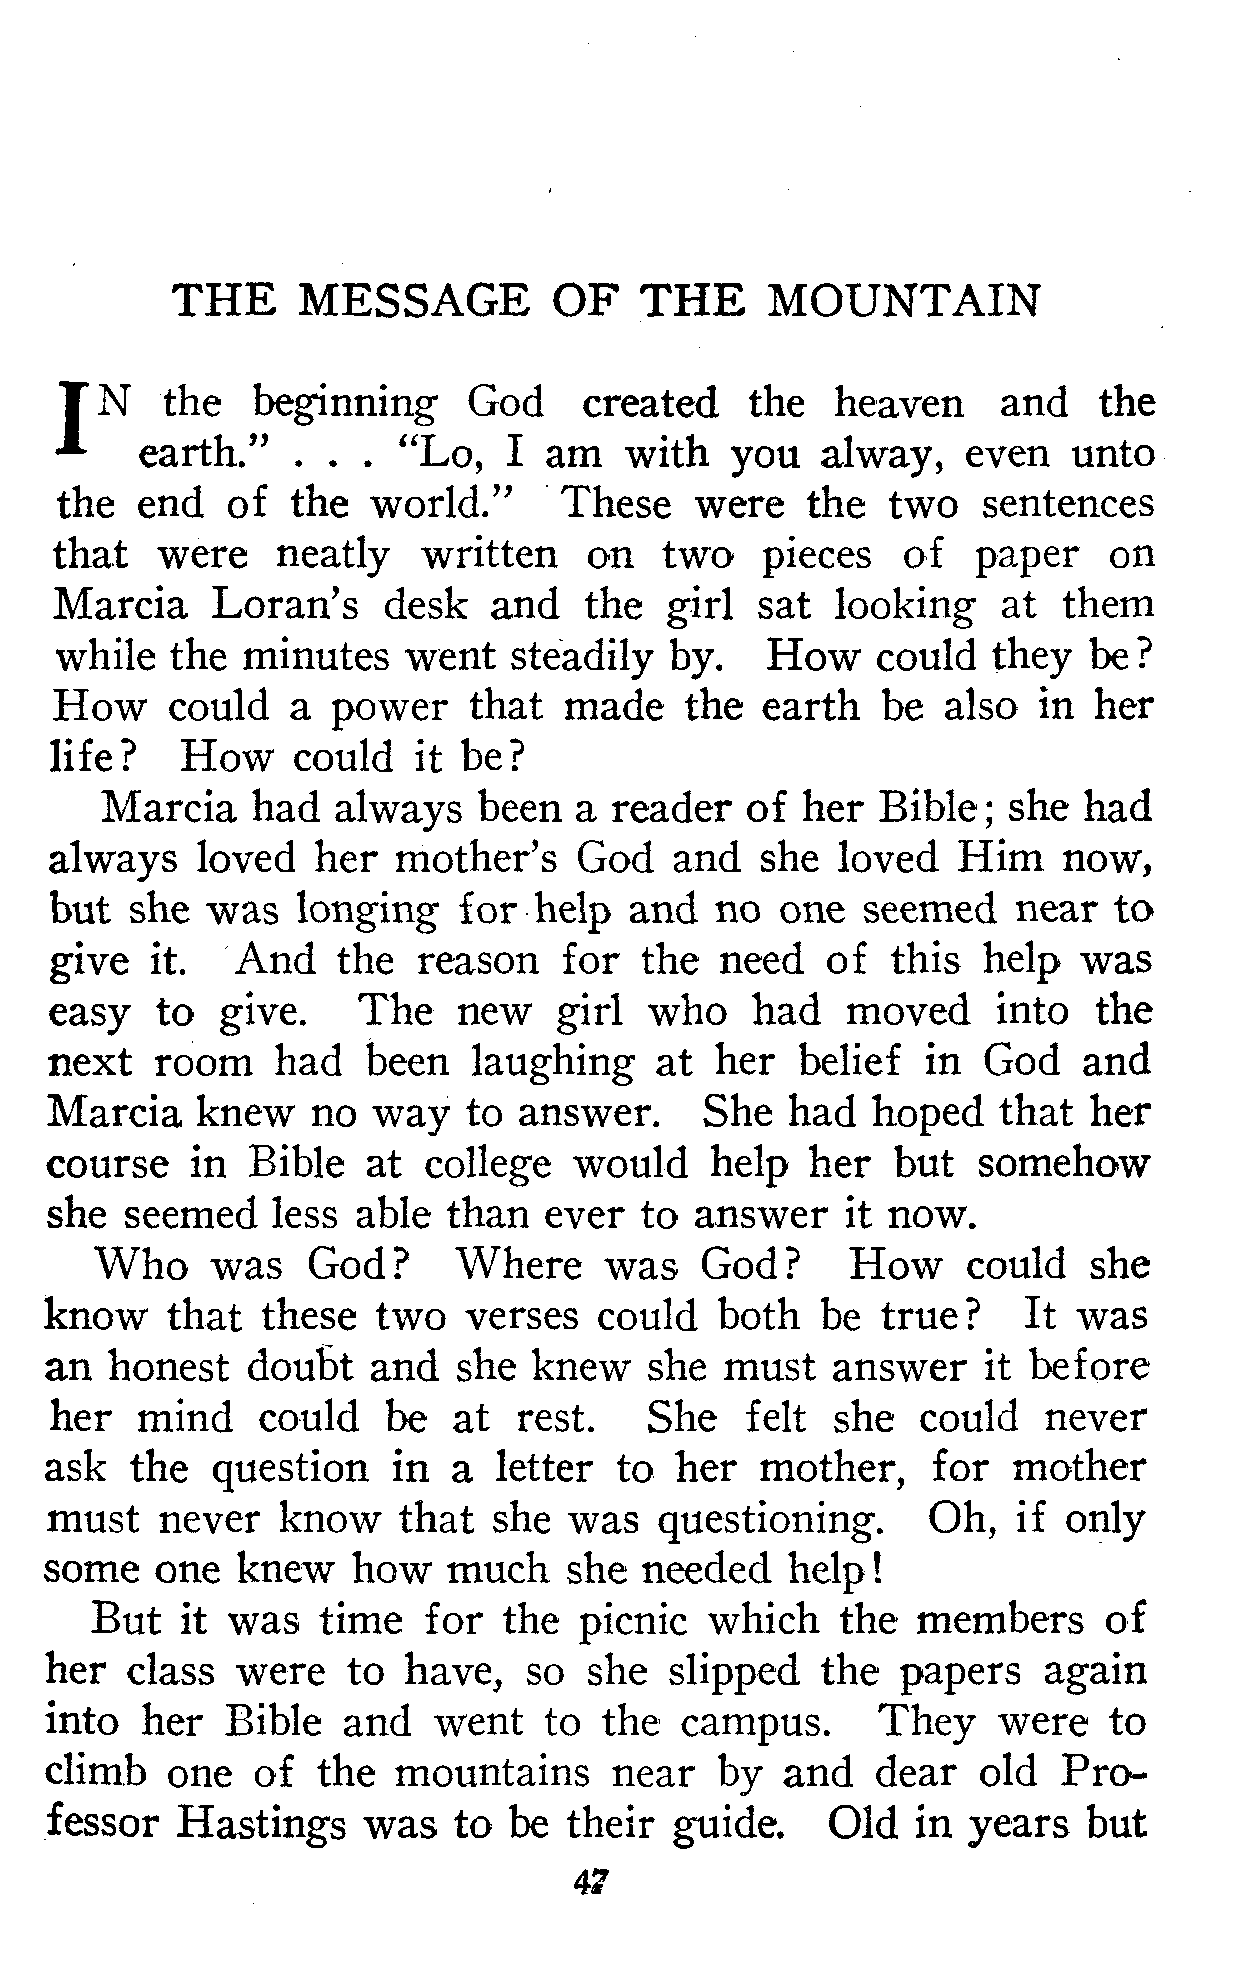 THE MESSAGE OF THE MOUNTAIN
IN the beginning God created the heaven and the
earth." . . . "Lo, I am with you alway, even unto
the end of the world." These were the two sentences
that were neatly written on two pieces of paper on
Marcia Loran's desk and the girl sat looking at them
while the minutes went steadily by. How could they be?
How could a power that made the earth be also in her
life? How could it be?
Marcia had always been a reader of her Bible; she had
always loved her mother's God and she loved Him now,
but she was longing for help and no one seemed near to
give it. And the reason for the need of this help was
easy to give. The new girl who had moved into the
next room had been laughing at her belief in God and
Marcia knew no way to answer. She had hoped that her
course in Bible at college would help her but somehow
she seemed less able than ever to answer it now.
Who was God? Where was God? How could she
know that these two verses could both be true? It was
an honest doubt and she knew she must answer it before
her mind could be at rest. She felt she could never
ask the question in a letter to her mother, for mother
must never know that she was questioning. Oh, if only
some one knew how much she needed help!
But it was time for the picnic which the members of
her class were to have, so she slipped the papers again
into her Bible and went to the campus. They were to
climb one of the mountains near by and dear old Pro-
fessor Hastings was to be their guide. Old in years but
47